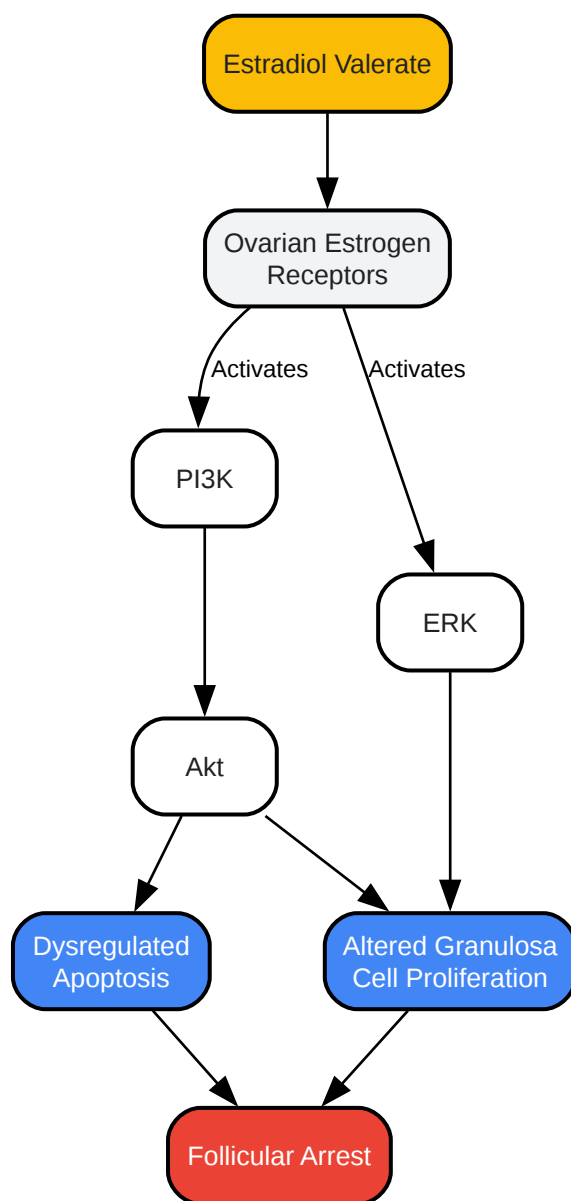 Estradiol Valerate
Ovarian Estrogen
Receptors
Activates
Activates
PI3K
ERK
Akt
Dysregulated
Apoptosis
Altered Granulosa
Cell Proliferation
Follicular Arrest